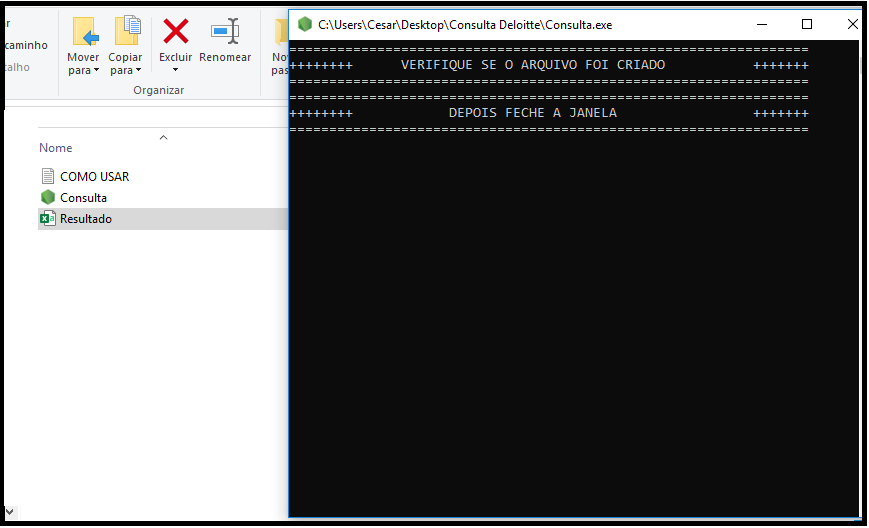 ar
caminho
talho
Mover
para
Copiar
para
Excluir
Renomear
No
pas
Organizar
Nome
COMO USAR
Consulta
Resultado
C:\Users\Cesar\Desktop\Consulta Deloitte\Consulta.exe
=================================================================
++++++++      VERIFIQUE SE O ARQUIVO FOI CRIADO           +++++++
=================================================================
=================================================================
++++++++            DEPOIS FECHE A JANELA                 +++++++
=================================================================